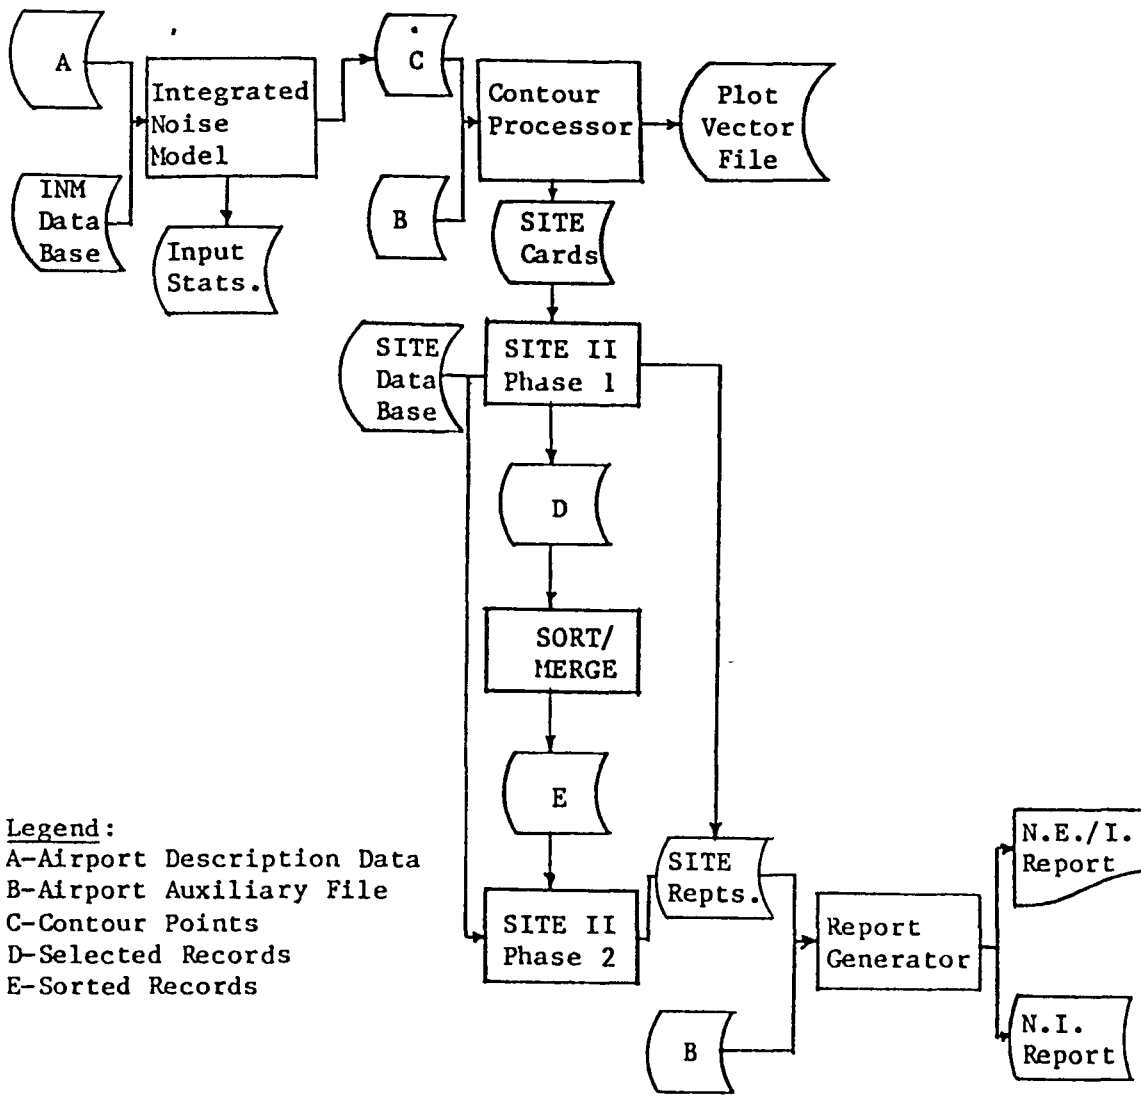 A
Integrated
Noise
Model
INM
Data
Base
Input
Stats.
C
B
Contour
Processor
Plot
Vector
File
SITE
Cards
SITE
Data
Base
SITE II
Phase 1
D
SORT/
MERGE
E
SITE II
Phase 2
SITE
Repts.
B
Report
Generator
N.E./I.
Report
N.I.
Report
Legend:
A-Airport Description Data
B-Airport Auxiliary File
C-Contour Points
D-Selected Records
E-Sorted Records